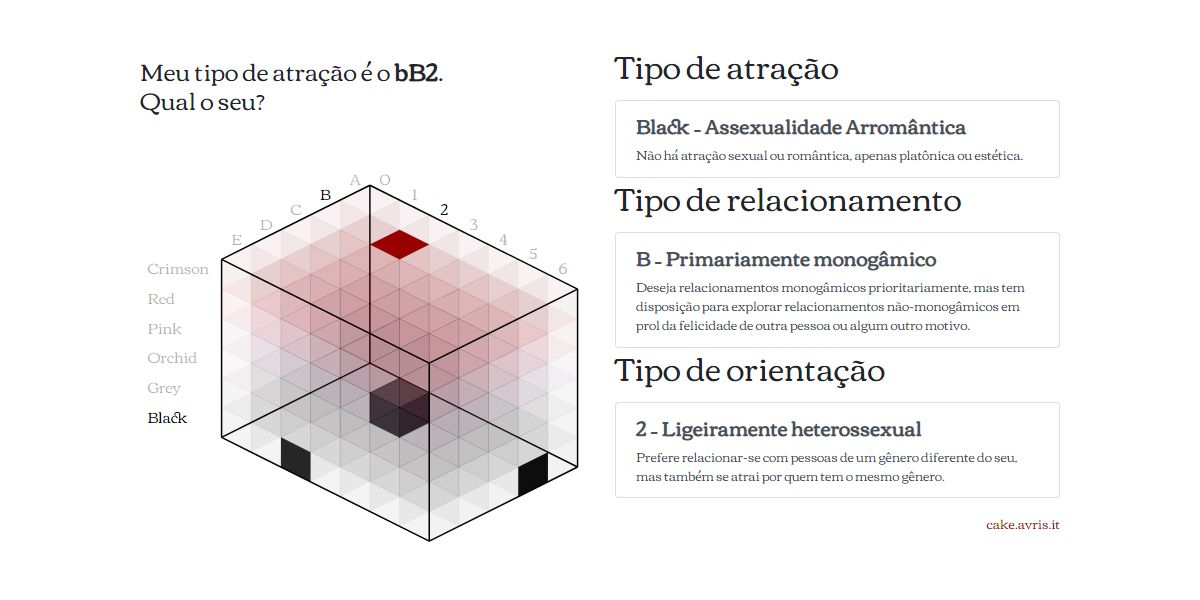 Meu tipo de atração é o bB2.
Qual o seu?
A
B
C
D
E
0
1
2
3
4
5
6
Crimson
Red
Pink
Orchid
Grey
Black
Tipo de atração
Black - Assexualidade Arromântica
Não há atração sexual ou romântica, apenas platônica ou estética.
Tipo de relacionamento
B - Primariamente monogâmico
Deseja relacionamentos monogâmicos prioritariamente, mas tem
disposição para explorar relacionamentos não-monogâmicos em
prol da felicidade de outra pessoa ou algum outro motivo.
Tipo de orientação
2 - Ligeiramente heterossexual
Prefere relacionar-se com pessoas de um gênero diferente do seu,
mas também se atrai por quem tem o mesmo gênero.
cake.avris.it